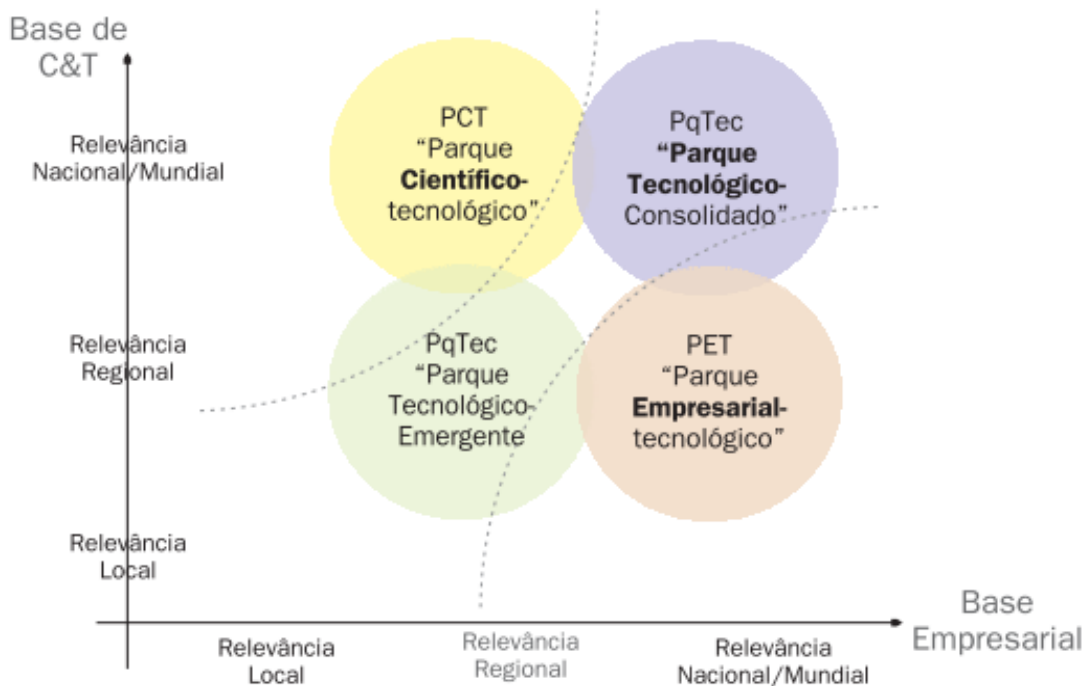 Base de
C&T
Relevância
Nacional/Mundial
Relevância
Regional
Relevância
Local
PCT
“Parque
Científico-
tecnológico”
PqTec
“Parque
Tecnológico-
Consolidado”
PqTec
“Parque
Tecnológico-
Emergente
PET
“Parque
Empresarial-
tecnológico”
Relevância
Local
Relevância
Regional
Relevância
Nacional/Mundial
Base
Empresarial